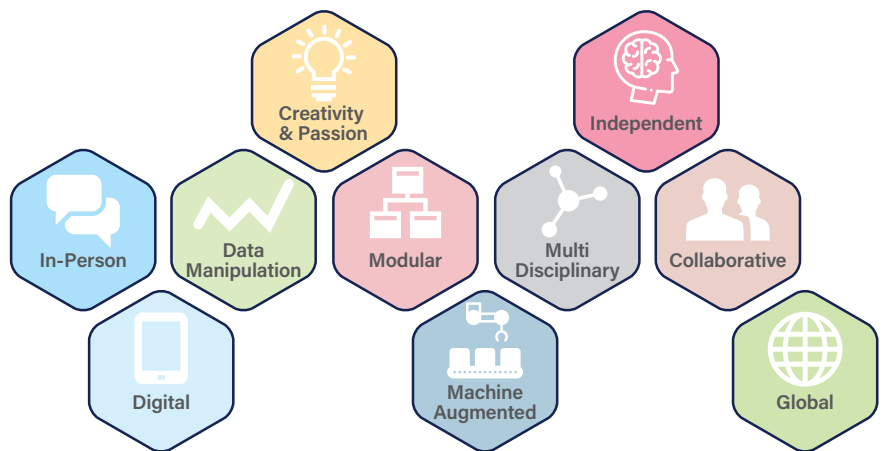 Creativity
& Passion
Independent
In-Person
Data
Manipulation
Modular
Multi
Disciplinary
Collaborative
Digital
Machine
Augmented
Global